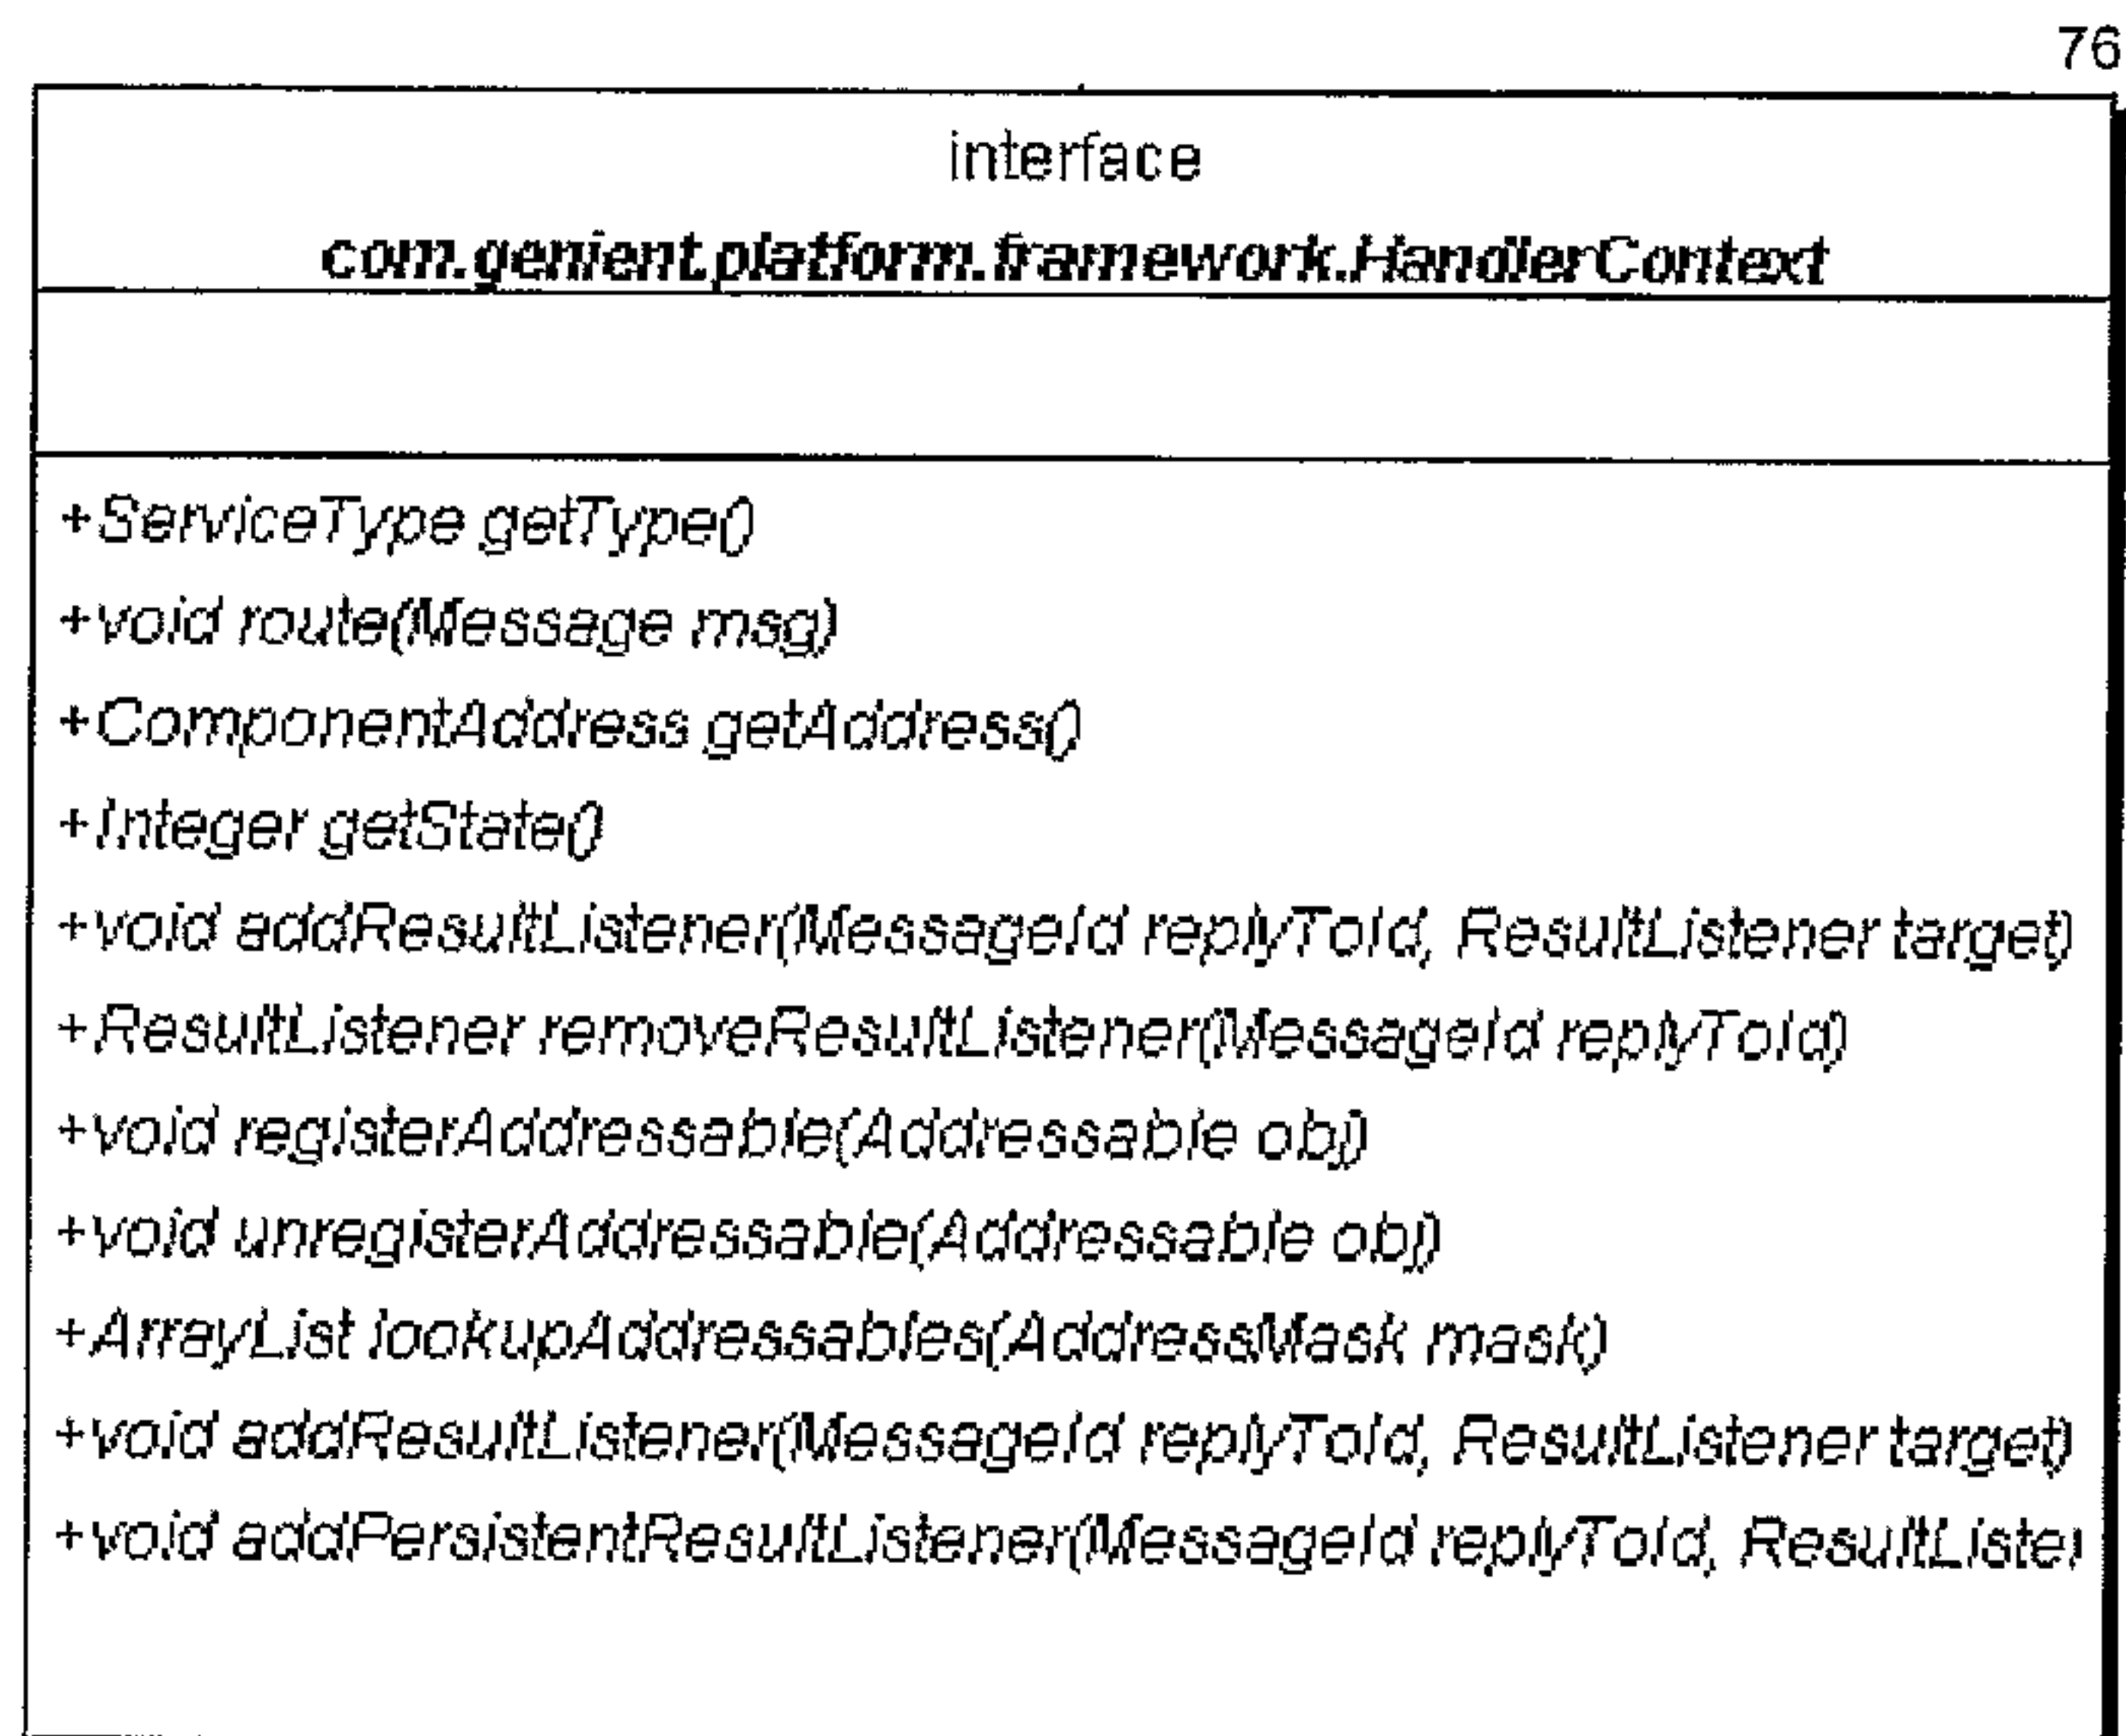 76
interface
com.genient.platform.framework.HandlerContext
+ServiceType getType()
+void route(Message msg)
+ComponentAddress getAddress()
+Integer getState()
+void addResultListener(MessageId replyToId, ResultListener target)
+ResultListener removeResultListener(MessageId replyToId)
+void registerAddressable(Addressable obj)
+void unregisterAddressable(Addressable obj)
+ArrayList lookupAddressables(AddressMask mask)
+void addResultListener(MessageId replyToId, ResultListener target)
+void addPersistentResultListener(MessageId replyToId, ResultListe